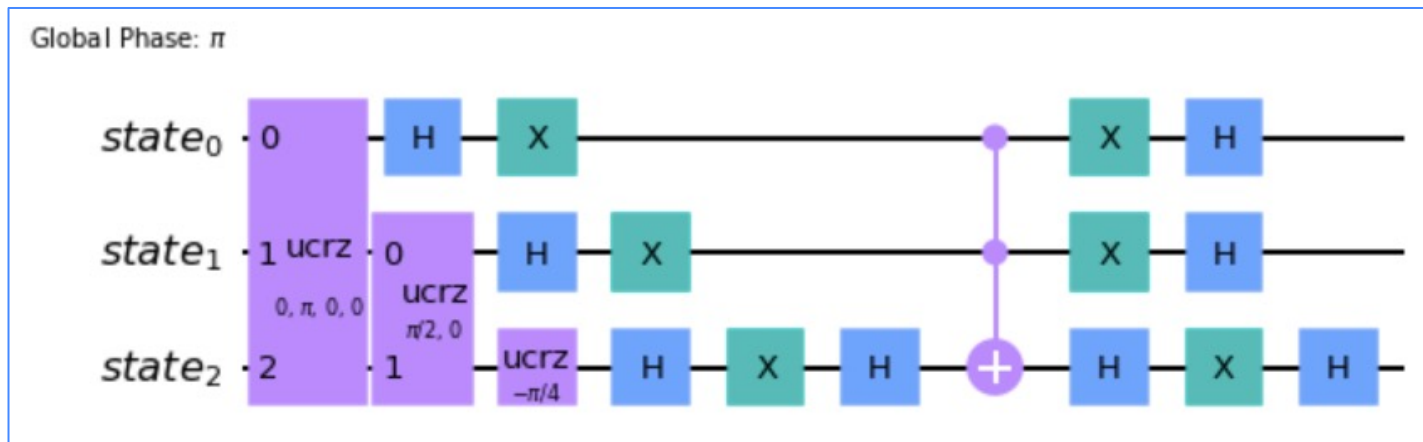 Global Phase: π
state₀ 0 H X X H
state₁ 1 ucrz 0 H X X H
0, π, 0, 0 ucrz
π/2, 0
state₂ 2 1 ucrz H X H + H X H
−π/4